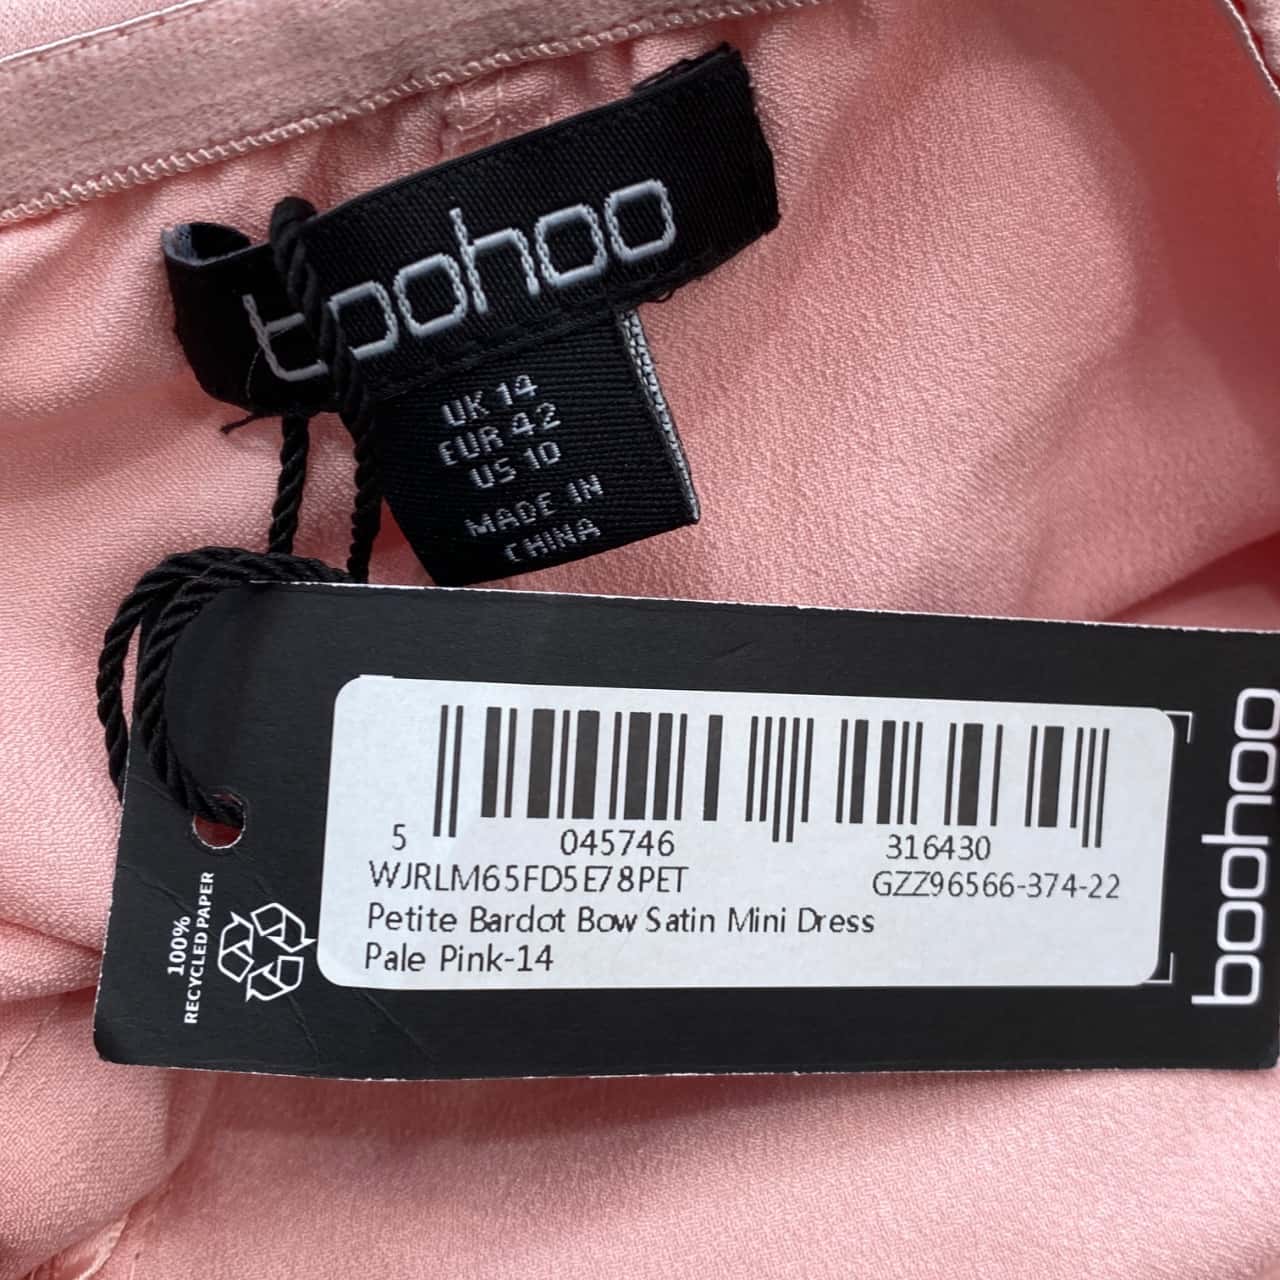 boohoo
UK 14
EUR 42
US 10
MADE IN
CHINA
5 045746 316430
WJRLM65FD5E78PET GZZ96566-374-22
Petite Bardot Bow Satin Mini Dress
Pale Pink-14
100%
RECYCLED PAPER
boohoo